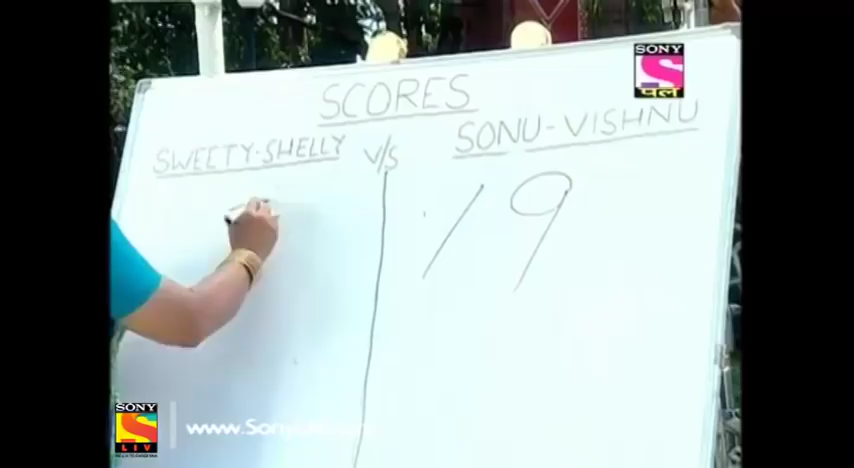 SCORES
SWEETY-SHELLY V/S SONU-VISHNU
19
SONY
S
पल
SONY
S
LIV